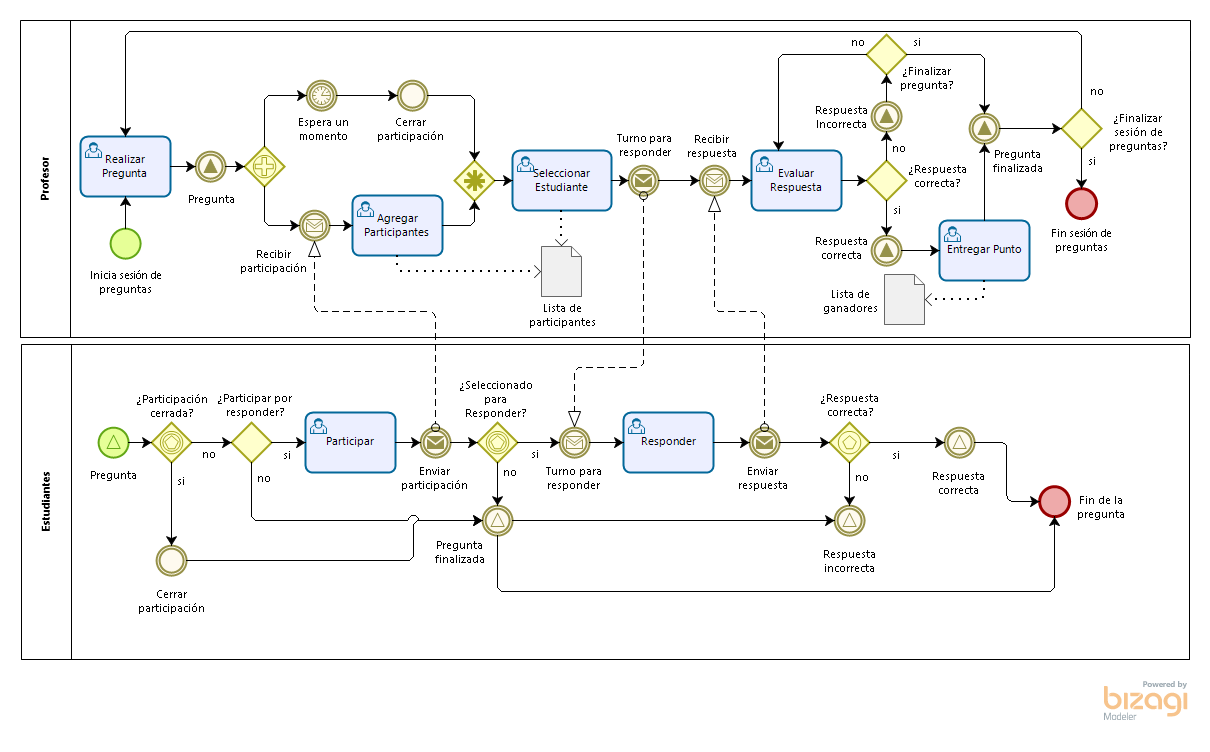 Profesor
no
si
¿Finalizar
pregunta?
no
Espera un
momento
Cerrar
participación
Respuesta
Incorrecta
¿Finalizar
sesión de
preguntas?
Turno para
responder
Recibir
respuesta
no
Realizar
Pregunta
Pregunta
Seleccionar
Estudiante
Evaluar
Respuesta
¿Respuesta
correcta?
Pregunta
finalizada
si
si
Agregar
Participantes
Recibir
participación
Respuesta
correcta
Entregar Punto
Fin sesión de
preguntas
Inicia sesión de
preguntas
Lista de
participantes
Lista de
ganadores
Estudiantes
¿Participación
cerrada?
¿Participar por
responder?
¿Seleccionado
para
Responder?
¿Respuesta
correcta?
Participar
Responder
no
si
si
si
Pregunta
si
no
Enviar
participación
no
Turno para
responder
Enviar
respuesta
no
Respuesta
correcta
Fin de la
pregunta
Pregunta
finalizada
Respuesta
incorrecta
Cerrar
participación
Powered by
bizagi
Modeler